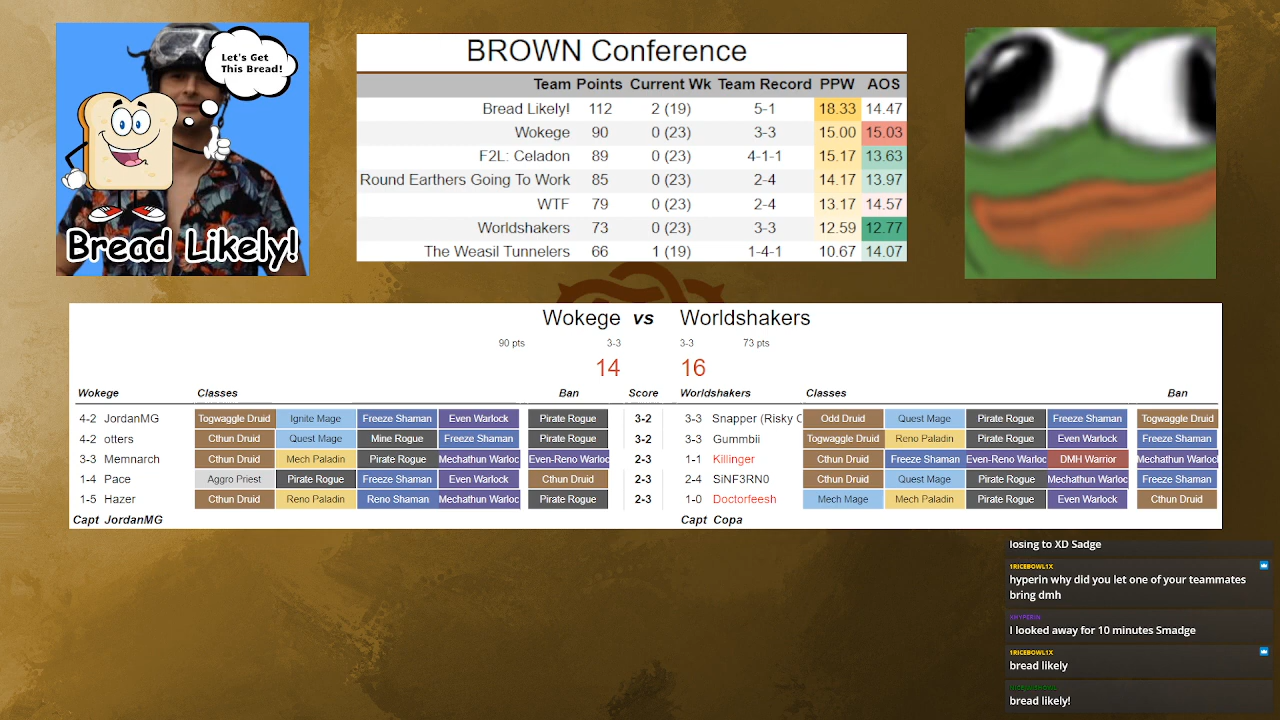 Let's Get
This Bread!
Bread Likely!
BROWN Conference
Team Points Current Wk Team Record PPW AOS
Bread Likely! 112 2 (19) 5-1 18.33 14.47
Wokege 90 0 (23) 3-3 15.00 15.03
F2L: Celadon 89 0 (23) 4-1-1 15.17 13.63
Round Earthers Going To Work 85 0 (23) 2-4 14.17 13.97
WTF 79 0 (23) 2-4 13.17 14.57
Worldshakers 73 0 (23) 3-3 12.59 12.77
The Weasil Tunnelers 66 1 (19) 1-4-1 10.67 14.07
Wokege vs Worldshakers
90 pts 3-3 3-3 73 pts
14 16
Wokege Classes Ban Score Worldshakers Classes Ban
4-2 JordanMG Togwaggle Druid Ignite Mage Freeze Shaman Even Warlock Pirate Rogue 3-2 3-3 Snapper (Risky C Odd Druid Quest Mage Pirate Rogue Freeze Shaman Togwaggle Druid
4-2 otters Cthun Druid Quest Mage Mine Rogue Freeze Shaman Pirate Rogue 3-2 3-3 Gummbii Togwaggle Druid Reno Paladin Pirate Rogue Even Warlock Freeze Shaman
3-3 Memnarch Cthun Druid Mech Paladin Pirate Rogue Mechathun Warloc Even-Reno Warloc 2-3 1-1 Killinger Cthun Druid Freeze Shaman Even-Reno Warloc DMH Warrior Mechathun Warloc
1-4 Pace Aggro Priest Pirate Rogue Freeze Shaman Even Warlock Cthun Druid 2-3 2-4 SiNF3RN0 Cthun Druid Quest Mage Pirate Rogue Mechathun Warloc Freeze Shaman
1-5 Hazer Cthun Druid Reno Paladin Reno Shaman Mechathun Warloc Pirate Rogue 2-3 1-0 Doctorfeesh Mech Mage Mech Paladin Pirate Rogue Even Warlock Cthun Druid
Capt JordanMG Capt Copa
losing to XD Sadge
1RICEBOWL1X
hyperin why did you let one of your teammates
bring dmh
I looked away for 10 minutes Smadge
1RICEBOWL1X
bread likely
bread likely!